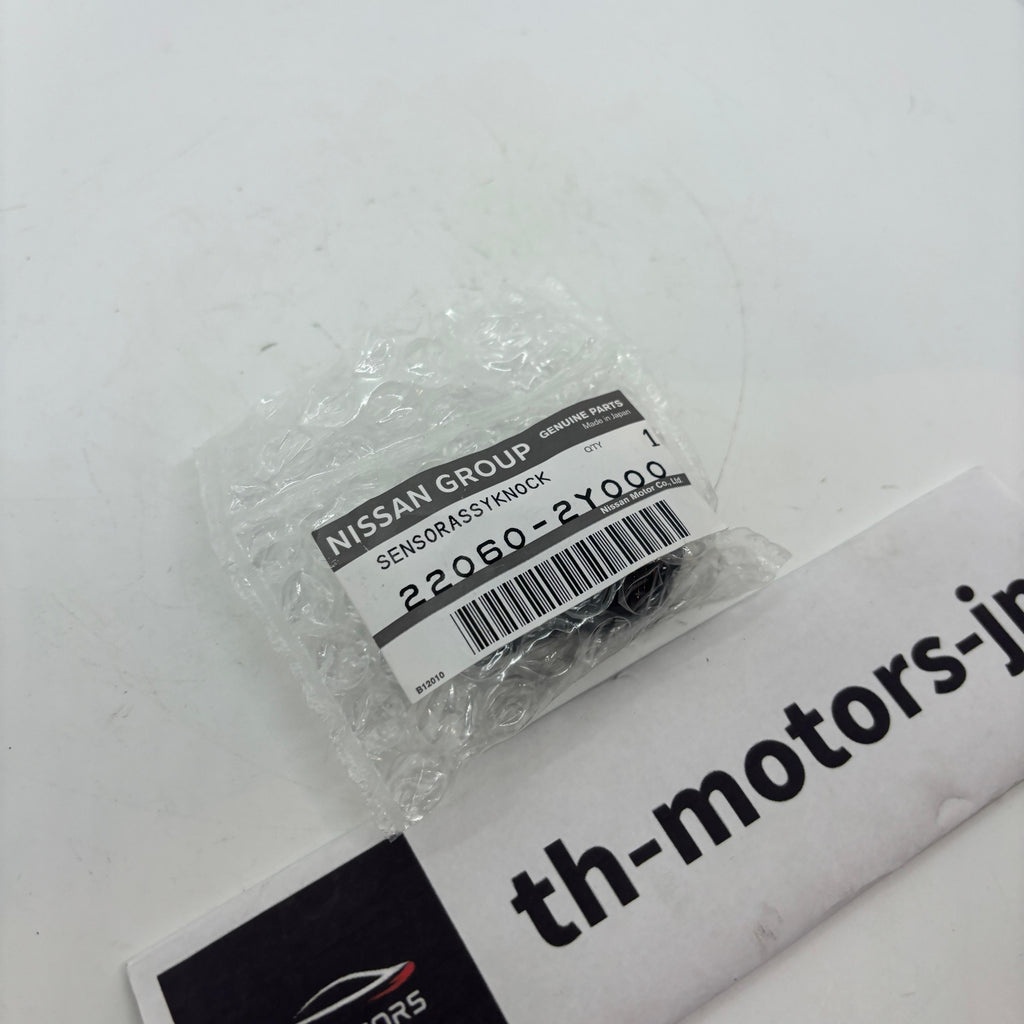 NISSAN GROUP GENUINE PARTS
Made in Japan
SENSORASSYKNOCK QTY 1
22060-2Y000
Nissan Motor Co., Ltd.
B12010
th-motors-jp